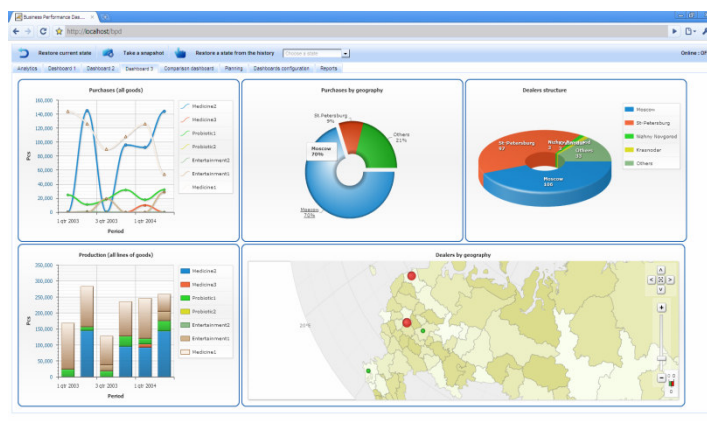 Business Performance Das...
http://localhost/bpd
Restore current state
Take a snapshot
Restore a state from the history
Choose a state
Online : OF
Analytics
Dashboard 1
Dashboard 2
Dashboard 3
Comparison dashboard
Planning
Dashboards configuration
Reports
Purchases (all goods)
160,000
140,000
120,000
100,000
80,000
60,000
40,000
20,000
0
Pcs
1 qtr 2003
3 qtr 2003
1 qtr 2004
Period
Medicine2
Medicine3
Probiotic1
Probiotic2
Entertainment2
Entertainment1
Medicine1
Purchases by geography
St-Petersburg
9%
Others
21%
Moscow
70%
Moscow
70%
Dealers structure
St-Petersburg
Others
Moscow
Moscow
St-Petersburg
Nizhny Novgorod
Krasnodar
Others
Production (all lines of goods)
350,000
300,000
250,000
200,000
150,000
100,000
50,000
0
Pcs
1 qtr 2003
3 qtr 2003
1 qtr 2004
Period
Medicine2
Medicine3
Probiotic1
Probiotic2
Entertainment2
Entertainment1
Medicine1
Dealers by geography